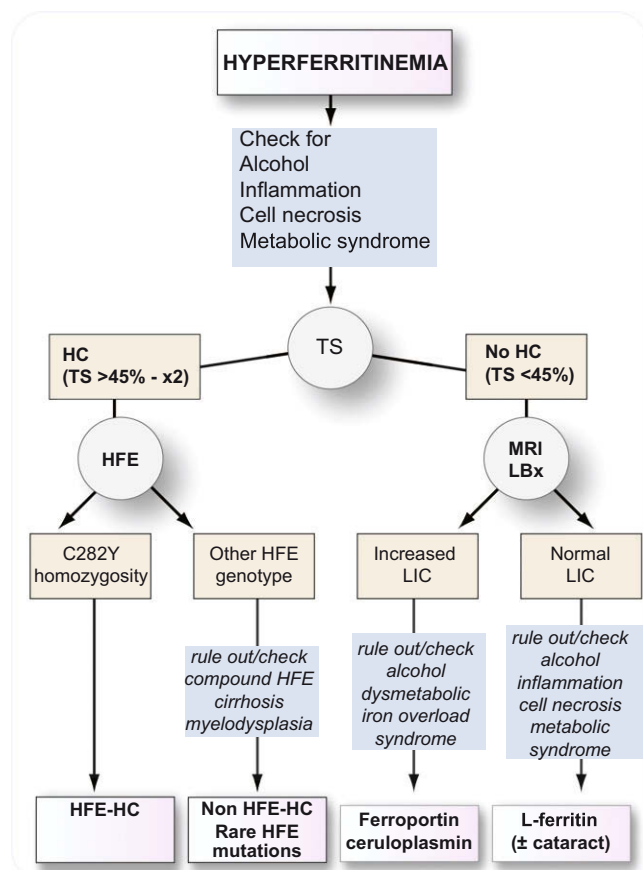 HYPERFERRITINEMIA
Check for
Alcohol
Inflammation
Cell necrosis
Metabolic syndrome
TS
HC
(TS >45% - x2)
No HC
(TS <45%)
HFE
MRI
LBx
C282Y
homozygosity
Other HFE
genotype
Increased
LIC
Normal
LIC
rule out/check
compound HFE
cirrhosis
myelodysplasia
rule out/check
alcohol
dysmetabolic
iron overload
syndrome
rule out/check
alcohol
inflammation
cell necrosis
metabolic
syndrome
HFE-HC
Non HFE-HC
Rare HFE
mutations
Ferroportin
ceruloplasmin
L-ferritin
(± cataract)